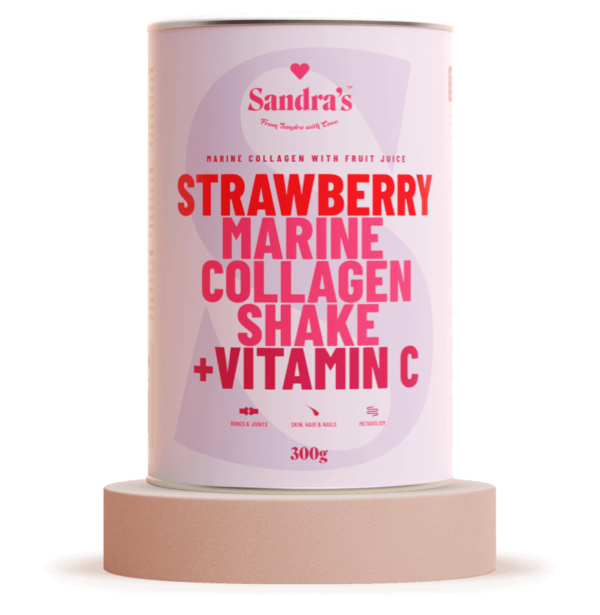 Sandra's™
From Sandra with Love
MARINE COLLAGEN WITH FRUIT JUICE
STRAWBERRY
MARINE
COLLAGEN
SHAKE
+VITAMIN C
BONES & JOINTS
SKIN, HAIR & NAILS
METABOLISM
300g